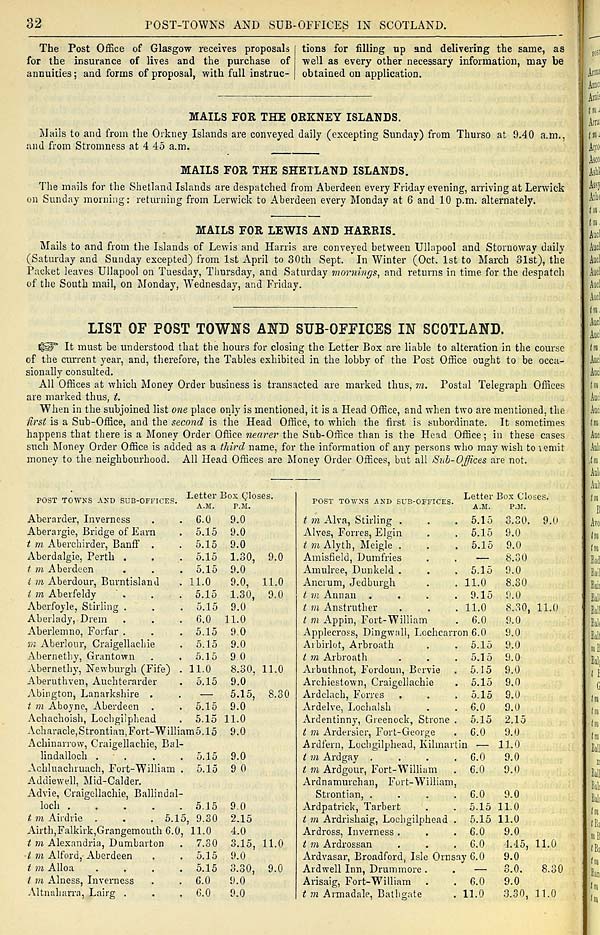 32 POST-TOWNS AND SUB-OFFICES IN SCOTLAND.
The Post Office of Glasgow receives proposals
for the insurance of lives and the purchase of
annuities; and forms of proposal, with full instruc-
tions for filling up and delivering the same, as
well as every other necessary information, may be
obtained on application.
MAILS FOR THE ORKNEY ISLANDS.
Mails to and from the Orkney Islands are conveyed daily (excepting Sunday) from Thurso at 9.40 a.m.,
and from Stromness at 4 45 a.m.
MAILS FOR THE SHETLAND ISLANDS.
The mails for the Shetland Islands are despatched from Aberdeen every Friday evening, arriving at Lerwick
on Sunday morning: returning from Lerwick to Aberdeen every Monday at 6 and 10 p.m. alternately.
MAILS FOR LEWIS AND HARRIS.
Mails to and from the Islands of Lewis and Harris are conveyed between Ullapool and Stornoway daily
(Saturday and Sunday excepted) from 1st April to 30th Sept. In Winter (Oct. 1st to March 31st), the
Packet leaves Ullapool on Tuesday, Thursday, and Saturday mornings, and returns in time for the despatch
of the South mail, on Monday, Wednesday, and Friday.
LIST OF POST TOWNS AND SUB-OFFICES IN SCOTLAND.
☞ It must be understood that the hours for closing the Letter Box are liable to alteration in the course
of the current year, and, therefore, the Tables exhibited in the lobby of the Post Office ought to be occa-
sionally consulted.
All Offices at which Money Order business is transacted are marked thus, m. Postal Telegraph Offices
are marked thus, t.
When in the subjoined list one place only is mentioned, it is a Head Office, and when two are mentioned, the
first is a Sub-Office, and the second is the Head Office, to which the first is subordinate. It sometimes
happens that there is a Money Order Office nearer the Sub-Office than is the Head Office; in these cases
such Money Order Office is added as a third name, for the information of any persons who may wish to remit
money to the neighbourhood. All Head Offices are Money Order Offices, but all Sub-Offices are not.
POST TOWNS AND SUB-OFFICES. Letter Box Closes.
A.M. P.M.
Aberarder, Inverness . . 6.0 9.0
Aberargie, Bridge of Earn . 5.15 9.0
t m Aberchirder, Banff . . 5.15 9.0
Aberdalgie, Perth . . . 5.15 1.30, 9.0
t m Aberdeen . . . 5.15 9.0
t m Aberdour, Burntisland . 11.0 9.0, 11.0
t m Aberfeldy . . . 5.15 1.30, 9.0
Aberfoyle, Stirling . . . 5.15 9.0
Aberlady, Drem . . . 6.0 11.0
Aberlemno, Forfar . . . 5.15 9.0
m Aberlour, Craigellachie . 5.15 9.0
Abernethy, Grantown . . 5.15 9 0
Abernethy, Newburgh (Fife) . 11.0 8.30, 11.0
Aberuthven, Auchterarder . 5.15 9.0
Abington, Lanarkshire . . — 5.15, 8.30
t m Aboyne, Aberdeen . . 5.15 9.0
Achachoish, Lochgilphead . 5.15 11.0
Acharacle, Strontian, Fort-William 5.15 9.0
Achinarrow, Craigellachie, Bal-
lindalloch . . . . 5.15 9.0
Achluachruach, Fort-William . 5.15 9 0
Addiewell, Mid-Calder.
Advie, Craigellachie, Ballindal-
loch . . . . . 5.15 9.0
t m Airdrie . . . 5.15, 9.30 2.15
Airth, Falkirk, Grangemouth 6.0, 11.0 4.0
t m Alexandria, Dumbarton . 7.30 3.15, 11.0
t m Alford, Aberdeen . . 5.15 9.0
t m Alloa . . . . 5.15 3.30, 9.0
t m Alness, Inverness . . 6.0 9.0
Altnaharra, Lairg . . . 6.0 9.0
POST TOWNS AND SUB-OFFICES. Letter Box Closes.
A.M. P.M.
t m Alva, Stirling . . . 5.15 3.30, 9.0
Alves, Forres, Elgin . . 5.15 9.0
t m Alyth, Meigle . . . 5.15 9.0
Amisfield, Dumfries . . — 8.30
Amulree, Dunkeld . . . 5.15 9.0
Ancrum, Jedburgh . . 11.0 8.30
t m Annan . . . . 9.15 9.0
t m Anstruther . . . 11.0 8.30, 11.0
t m Appin, Fort-William . 6.0 9.0
Applecross, Dingwall, Lochcarron 6.0 9.0
Arbirlot, Arbroath . . 5.15 9.0
t m Arbroath . . . 5.15 9.0
Arbuthnot, Fordoun, Bervie . 5.15 9.0
Archiestown, Craigellachie . 5.15 9.0
Ardclach, Forres . . . 5.15 9.0
Ardelve, Lochalsh . . 6.0 9.0
Ardentinny, Greenock, Strone . 5.15 2.15
t m Ardersier, Fort-George . 6.0 9.0
Ardfern, Lochgilphead, Kilmartin — 11.0
t m Ardgay . . . . 6.0 9.0
t m Ardgour, Fort-William . 6.0 9.0
Ardnamurchan, Fort-William,
Strontian, . . . . 6.0 9.0
Ardpatrick, Tarbert . . 5.15 11.0
t m Ardrishaig, Lochgilphead . 5.15 11.0
Ardross, Inverness . . . 6.0 9.0
t m Ardrossan . . . 6.0 4.45, 11.0
Ardvasar, Broadford, Isle Ornsay 6.0 9.0
Ardwell Inn, Drummore . . — 3.0. 8.30
Arisaig, Fort-William . . 6.0 9.0
t m Armadale, Bathgate . 11.0 3.30, 11.0